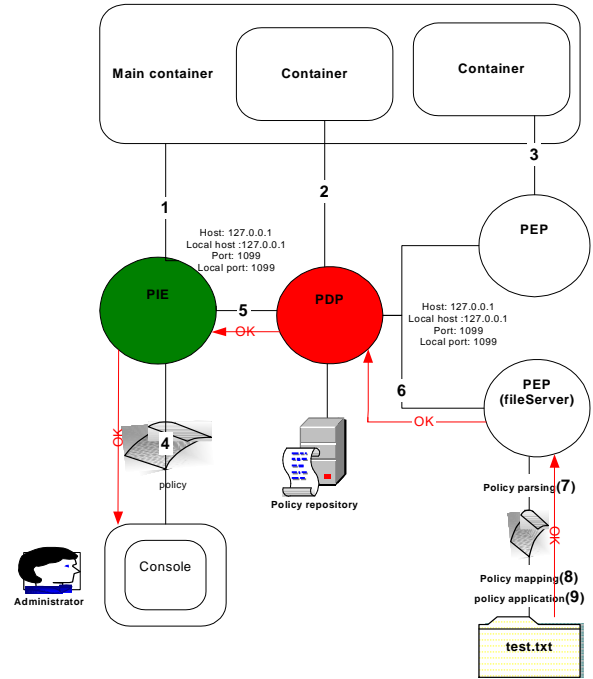 Main container
Container
Container
1
2
3
Host: 127.0.0.1
Local host :127.0.0.1
Port: 1099
Local port: 1099
PEP
PIE
5
PDP
OK
Host: 127.0.0.1
Local host :127.0.0.1
Port: 1099
Local port: 1099
6
PEP
(fileServer)
OK
OK
4
policy
Policy repository
Policy parsing(7)
OK
Console
Administrator
Policy mapping(8)
policy application(9)
test.txt